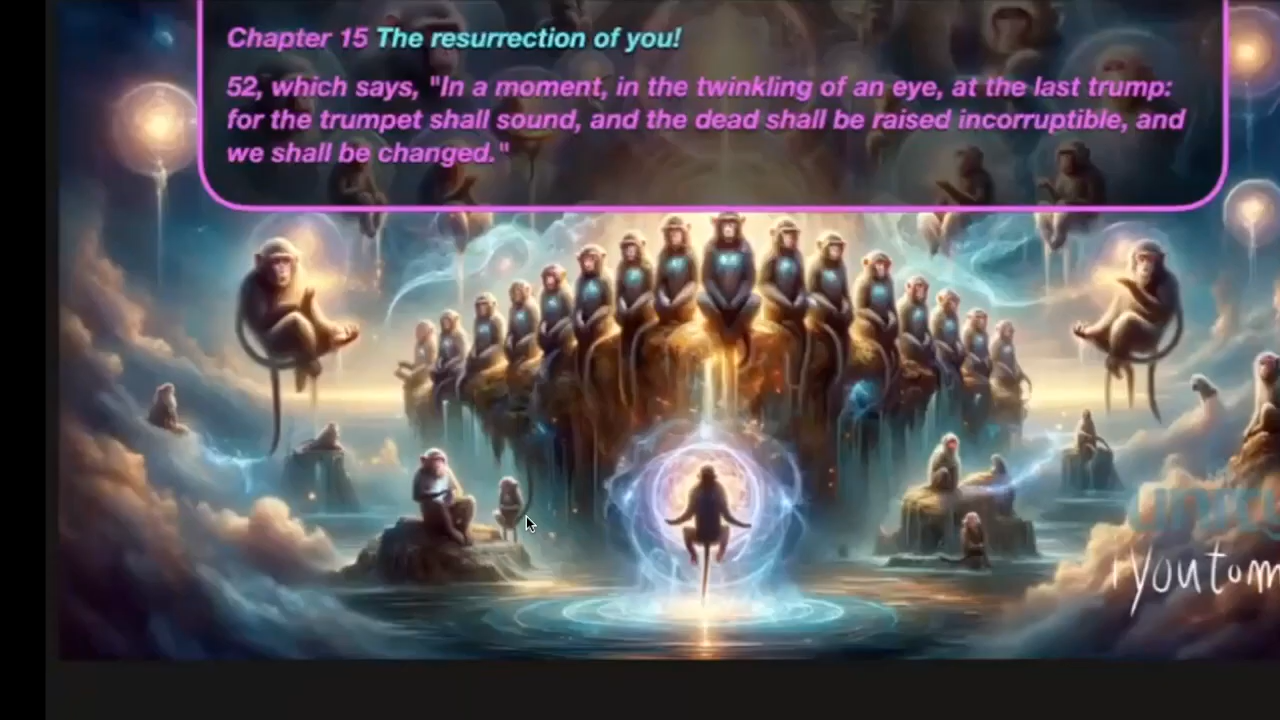 Chapter 15 The resurrection of you!
52, which says, "In a moment, in the twinkling of an eye, at the last trump:
for the trumpet shall sound, and the dead shall be raised incorruptible, and
we shall be changed."